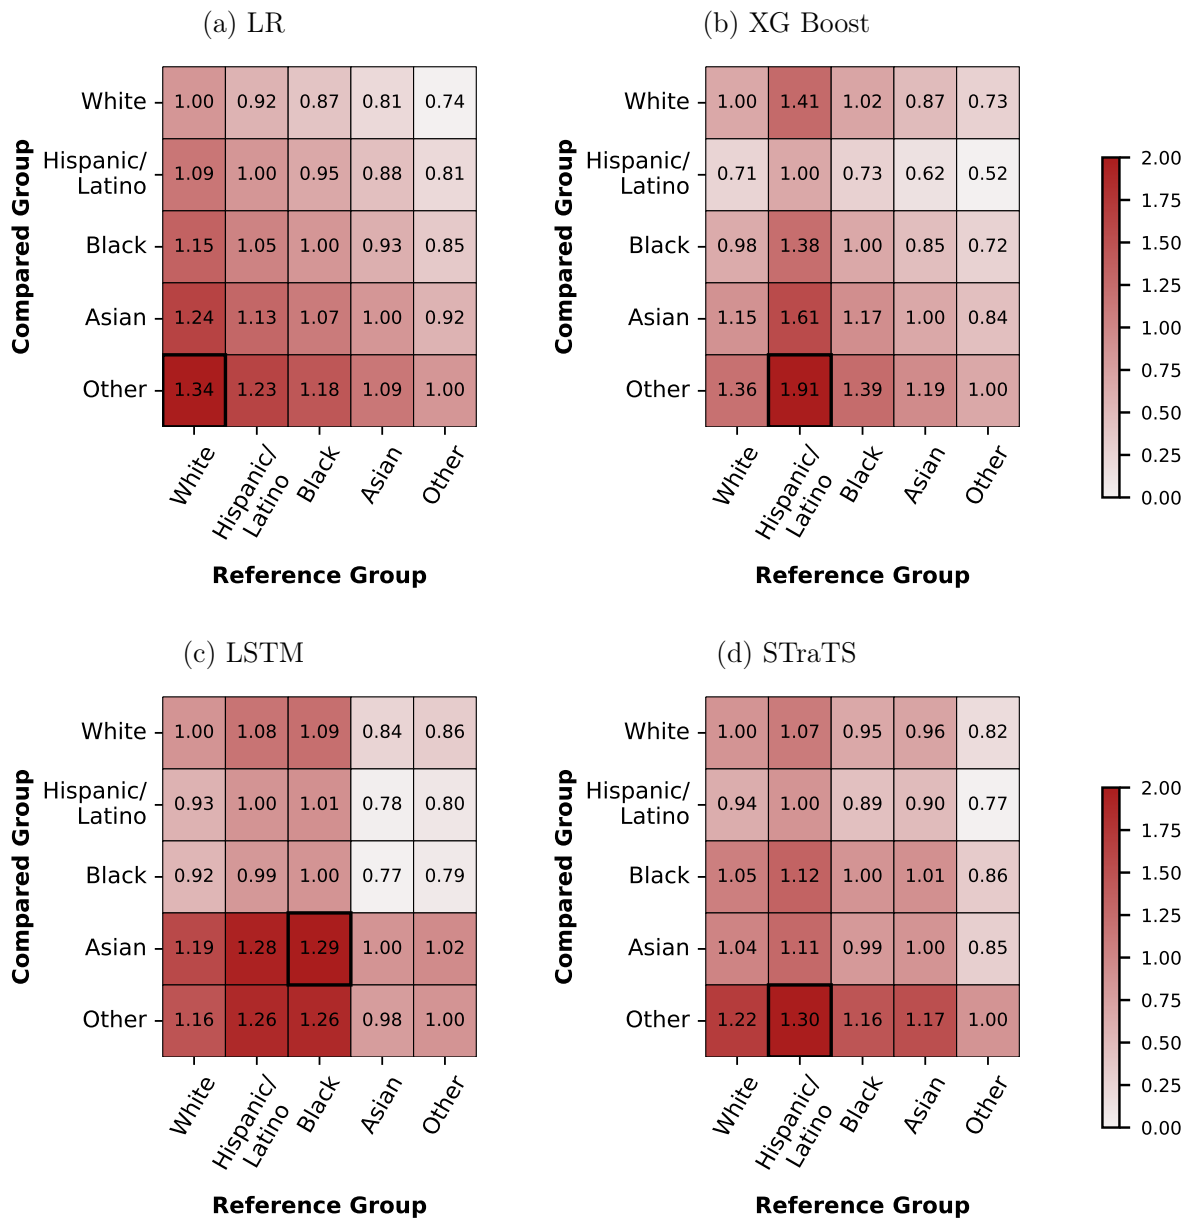 (a) LR
(b) XG Boost
Compared Group
White
1.00 0.92 0.87 0.81 0.74
Hispanic/
Latino
1.09 1.00 0.95 0.88 0.81
Black
1.15 1.05 1.00 0.93 0.85
Asian
1.24 1.13 1.07 1.00 0.92
Other
1.34 1.23 1.18 1.09 1.00
White
Hispanic/
Latino
Black
Asian
Other
Reference Group
Compared Group
White
1.00 1.41 1.02 0.87 0.73
Hispanic/
Latino
0.71 1.00 0.73 0.62 0.52
Black
0.98 1.38 1.00 0.85 0.72
Asian
1.15 1.61 1.17 1.00 0.84
Other
1.36 1.91 1.39 1.19 1.00
White
Hispanic/
Latino
Black
Asian
Other
Reference Group
2.00
1.75
1.50
1.25
1.00
0.75
0.50
0.25
0.00
(c) LSTM
(d) STraTS
Compared Group
White
1.00 1.08 1.09 0.84 0.86
Hispanic/
Latino
0.93 1.00 1.01 0.78 0.80
Black
0.92 0.99 1.00 0.77 0.79
Asian
1.19 1.28 1.29 1.00 1.02
Other
1.16 1.26 1.26 0.98 1.00
White
Hispanic/
Latino
Black
Asian
Other
Reference Group
Compared Group
White
1.00 1.07 0.95 0.96 0.82
Hispanic/
Latino
0.94 1.00 0.89 0.90 0.77
Black
1.05 1.12 1.00 1.01 0.86
Asian
1.04 1.11 0.99 1.00 0.85
Other
1.22 1.30 1.16 1.17 1.00
White
Hispanic/
Latino
Black
Asian
Other
Reference Group
2.00
1.75
1.50
1.25
1.00
0.75
0.50
0.25
0.00